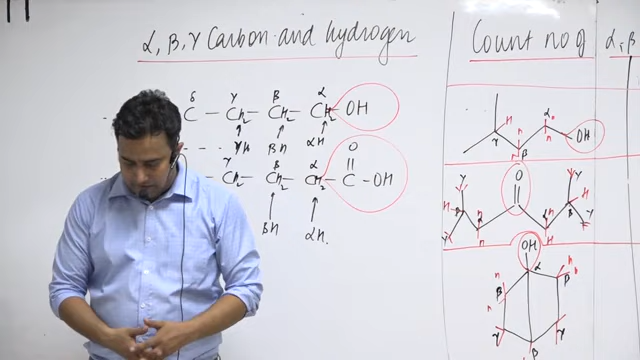 α, β, γ Carbon and hydrogen
Count no of α, β
δ γ β α
C – CH2 – CH2 – CH2 OH
γH βH αH
O
γ β α
CH2 – CH2 – CH2 – C – OH
βH αH
H α H OH
γ H β
O
γ γ
H β α α β H
γ H H γ
OH
α H
β β H
H
H
γ γ
β